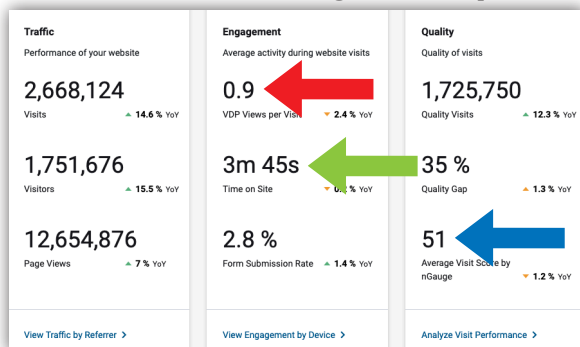 Traffic
Performance of your website
2,668,124
Visits 14.6 % YoY
1,751,676
Visitors 15.5 % YoY
12,654,876
Page Views 7 % YoY
View Traffic by Referrer >
Engagement
Average activity during website visits
0.9
VDP Views per 2.4 % YoY
3m 45s
Time on Site % YoY
2.8 %
Form Submission Rate 1.4 % YoY
View Engagement by Device >
Quality
Quality of visits
1,725,750
Quality Visits 12.3 % YoY
35 %
Quality Gap 1.3 % YoY
51
Average Visit Score by
nGauge 1.2 % YoY
Analyze Visit Performance >